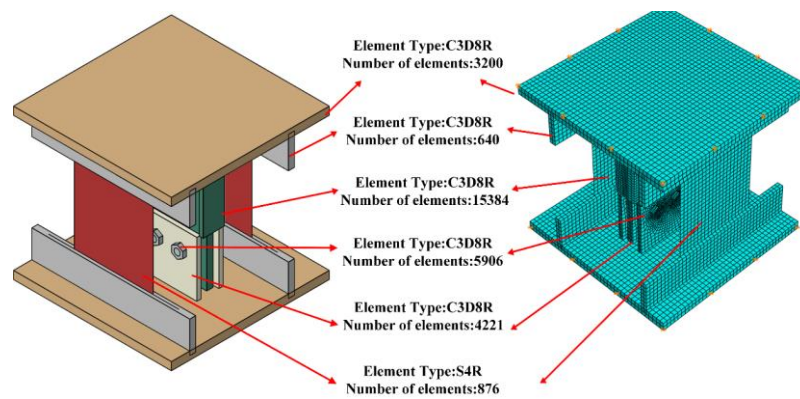 Element Type:C3D8R
Number of elements:3200
Element Type:C3D8R
Number of elements:640
Element Type:C3D8R
Number of elements:15384
Element Type:C3D8R
Number of elements:5906
Element Type:C3D8R
Number of elements:4221
Element Type:S4R
Number of elements:876